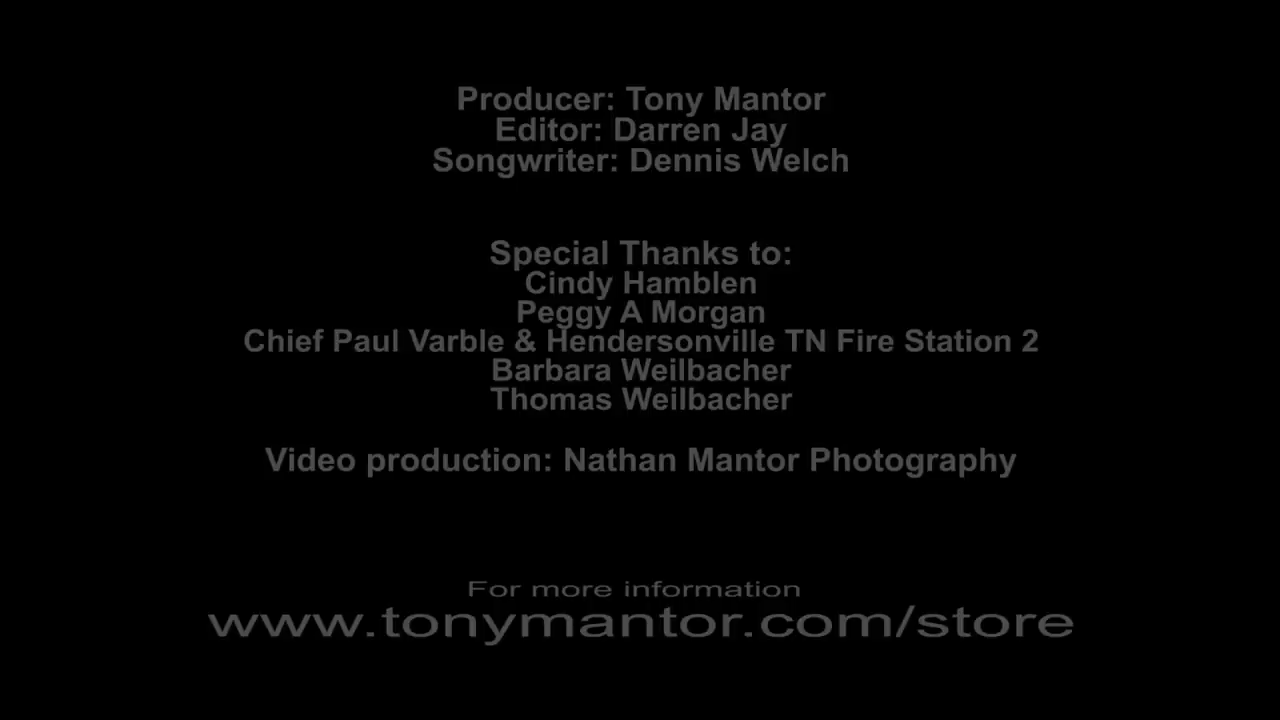 Producer: Tony Mantor
Editor: Darren Jay
Songwriter: Dennis Welch
Special Thanks to:
Cindy Hamblen
Peggy A Morgan
Chief Paul Varble & Hendersonville TN Fire Station 2
Barbara Weilbacher
Thomas Weilbacher
Video production: Nathan Mantor Photography
For more information
www.tonymantor.com/store